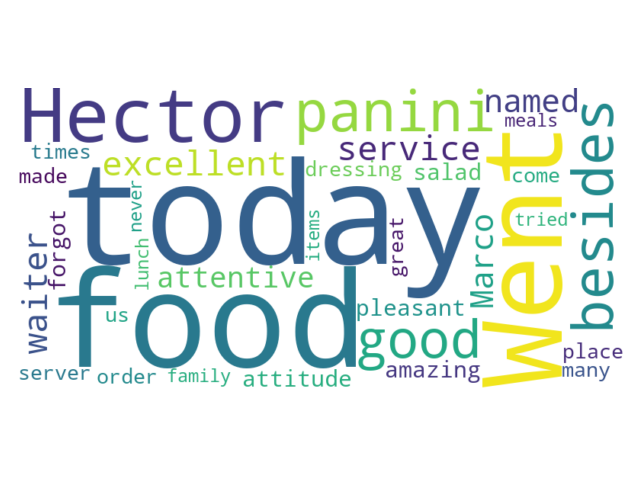 Hector
panini
named
meals
times
excellent
service
besides
made
today
dressing
salad
Went
come
forgot
never
items
great
Marco
tried
waiter
lunch
attentive
food
us
pleasant
good
place
server
order
family
attitude
amazing
many